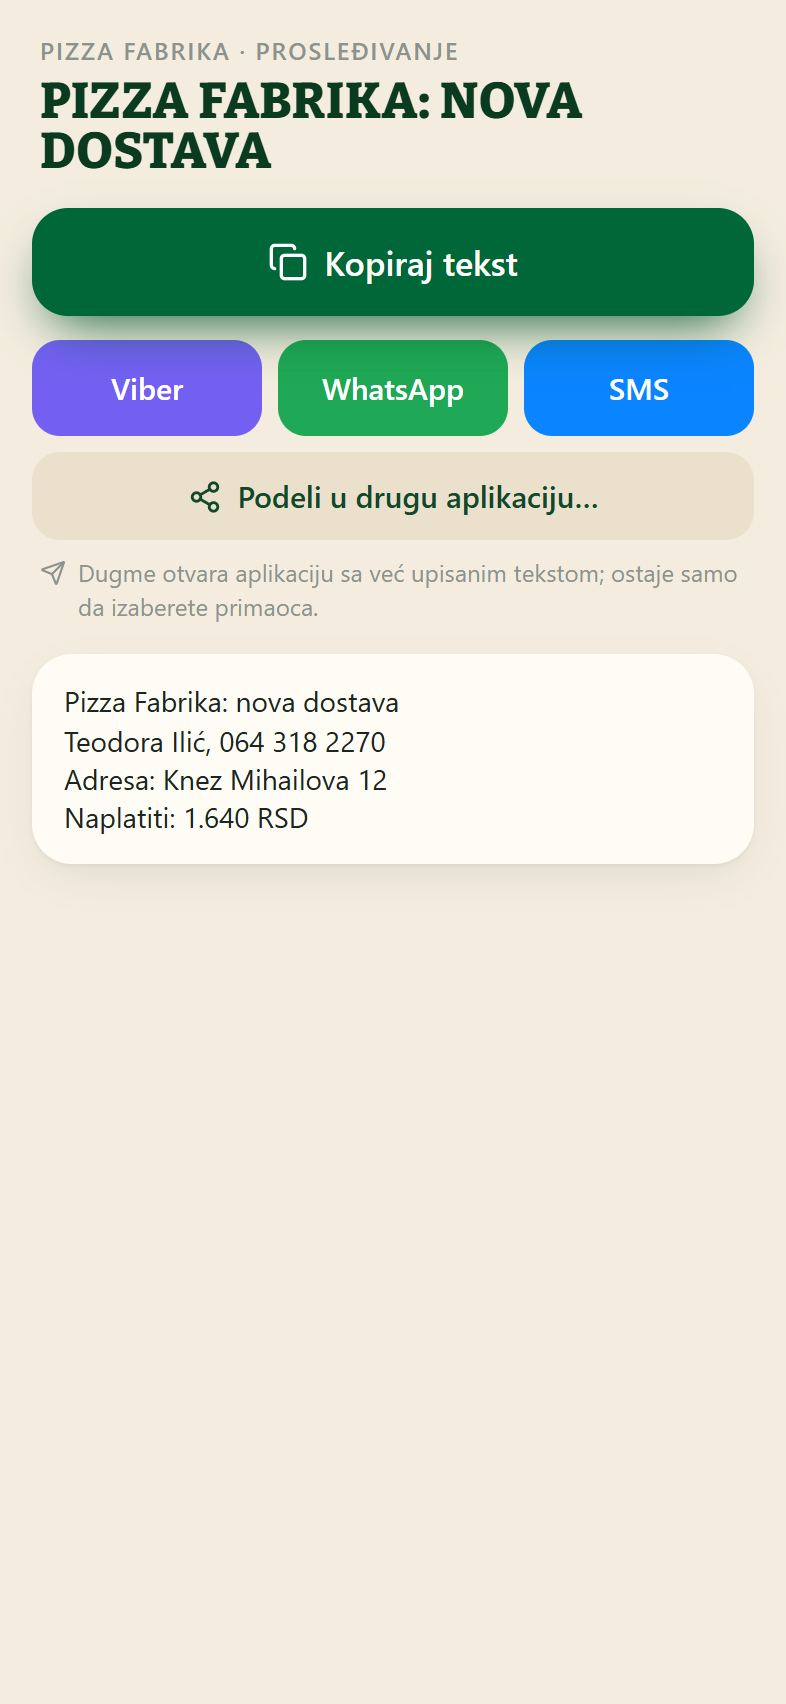 PIZZA FABRIKA · PROSLEĐIVANJE
PIZZA FABRIKA: NOVA
DOSTAVA
Kopiraj tekst
Viber
WhatsApp
SMS
Podeli u drugu aplikaciju...
Dugme otvara aplikaciju sa već upisanim tekstom; ostaje samo
da izaberete primaoca.
Pizza Fabrika: nova dostava
Teodora Ilić, 064 318 2270
Adresa: Knez Mihailova 12
Naplatiti: 1.640 RSD